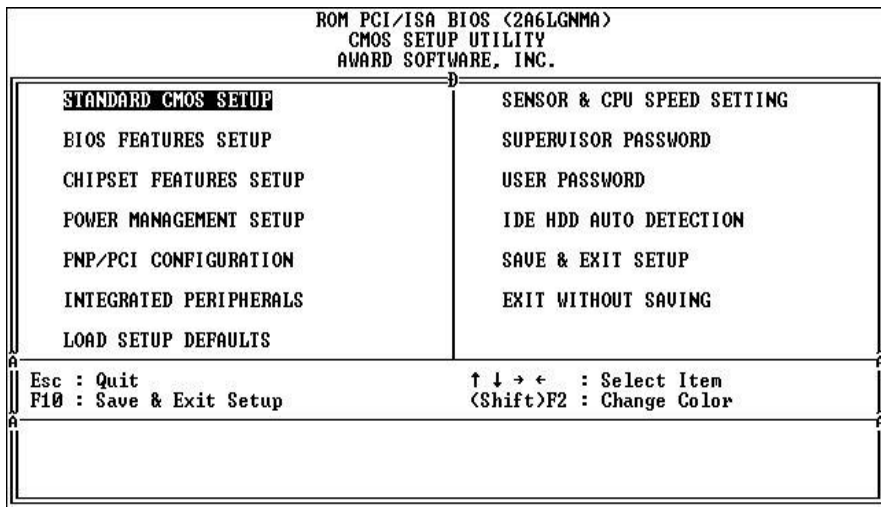 ROM PCI/ISA BIOS (2A6LGNMA)
CMOS SETUP UTILITY
AWARD SOFTWARE, INC.
STANDARD CMOS SETUP
BIOS FEATURES SETUP
CHIPSET FEATURES SETUP
POWER MANAGEMENT SETUP
PNP/PCI CONFIGURATION
INTEGRATED PERIPHERALS
LOAD SETUP DEFAULTS
SENSOR & CPU SPEED SETTING
SUPERVISOR PASSWORD
USER PASSWORD
IDE HDD AUTO DETECTION
SAVE & EXIT SETUP
EXIT WITHOUT SAVING
Esc : Quit
F10 : Save & Exit Setup
↑ ↓ → ← : Select Item
(Shift)F2 : Change Color